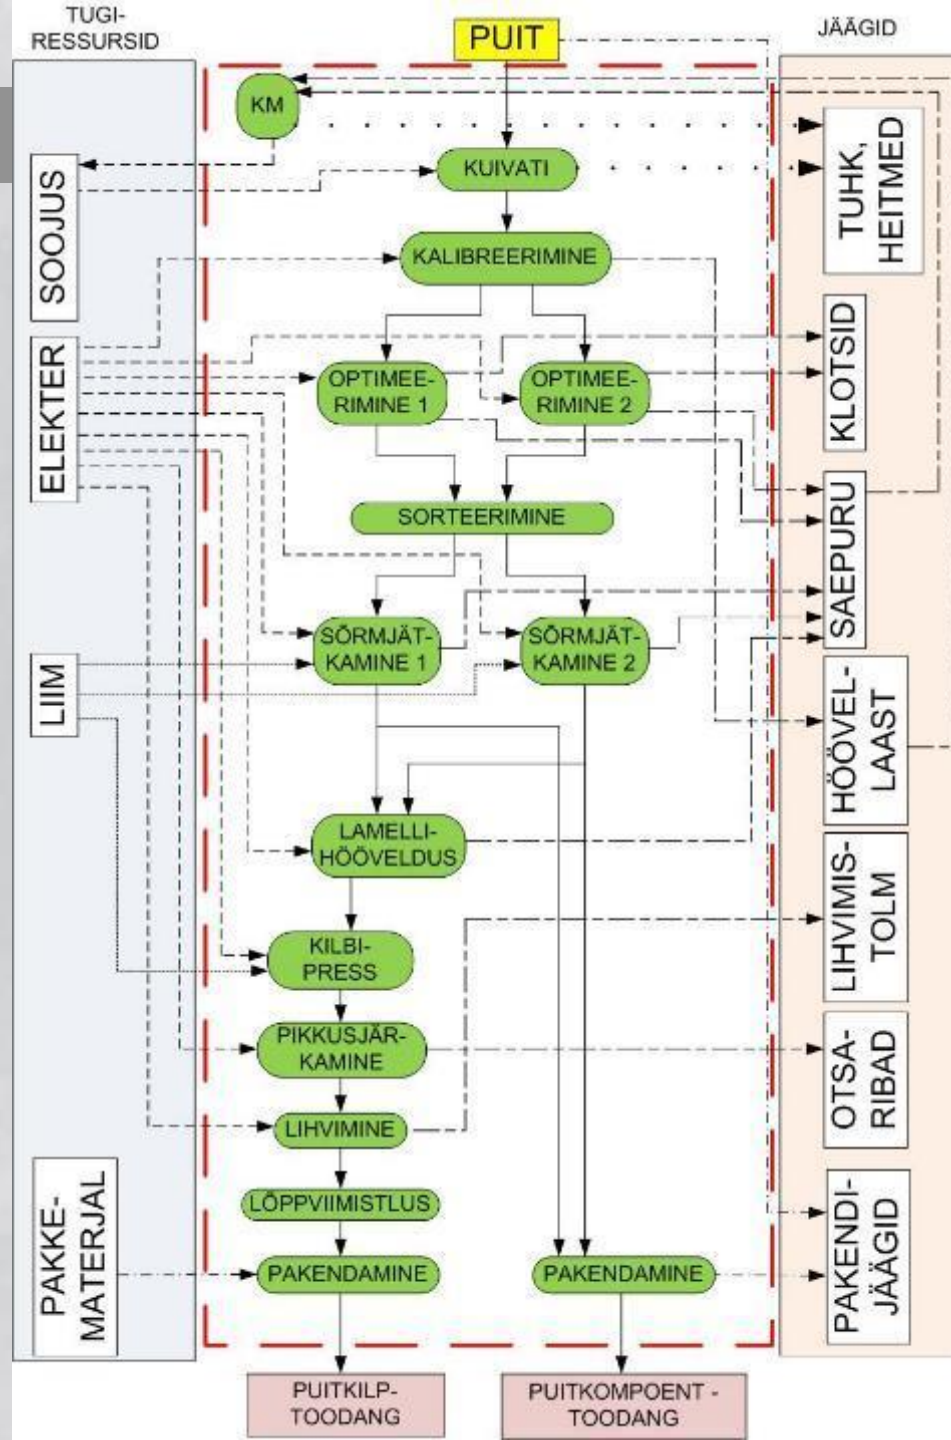 TUGI-
RESSURSID
PUIT
JÄÄGID
KM
TUHK,
HEITMED
SOOJUS
KUIVATI
KALIBREERIMINE
KLOTSID
ELEKTER
OPTIMEE-
RIMINE 1
OPTIMEE-
RIMINE 2
SAEPURU
SORTEERIMINE
SÕRMJÄT-
KAMINE 1
SÕRMJÄT-
KAMINE 2
LIIM
HÖÖVEL-
LAAST
LAMELLI-
HÖÖVELDUS
LIHVIMIS-
TOLM
KILBI-
PRESS
PIKKUSJÄR-
KAMINE
OTSA-
RIBAD
LIHVIMINE
LÕPPVIIMISTLUS
PAKKE-
MATERJAL
PAKENDI-
JÄÄGID
PAKENDAMINE
PAKENDAMINE
PUITKILP-
TOODANG
PUITKOMPOENT -
TOODANG